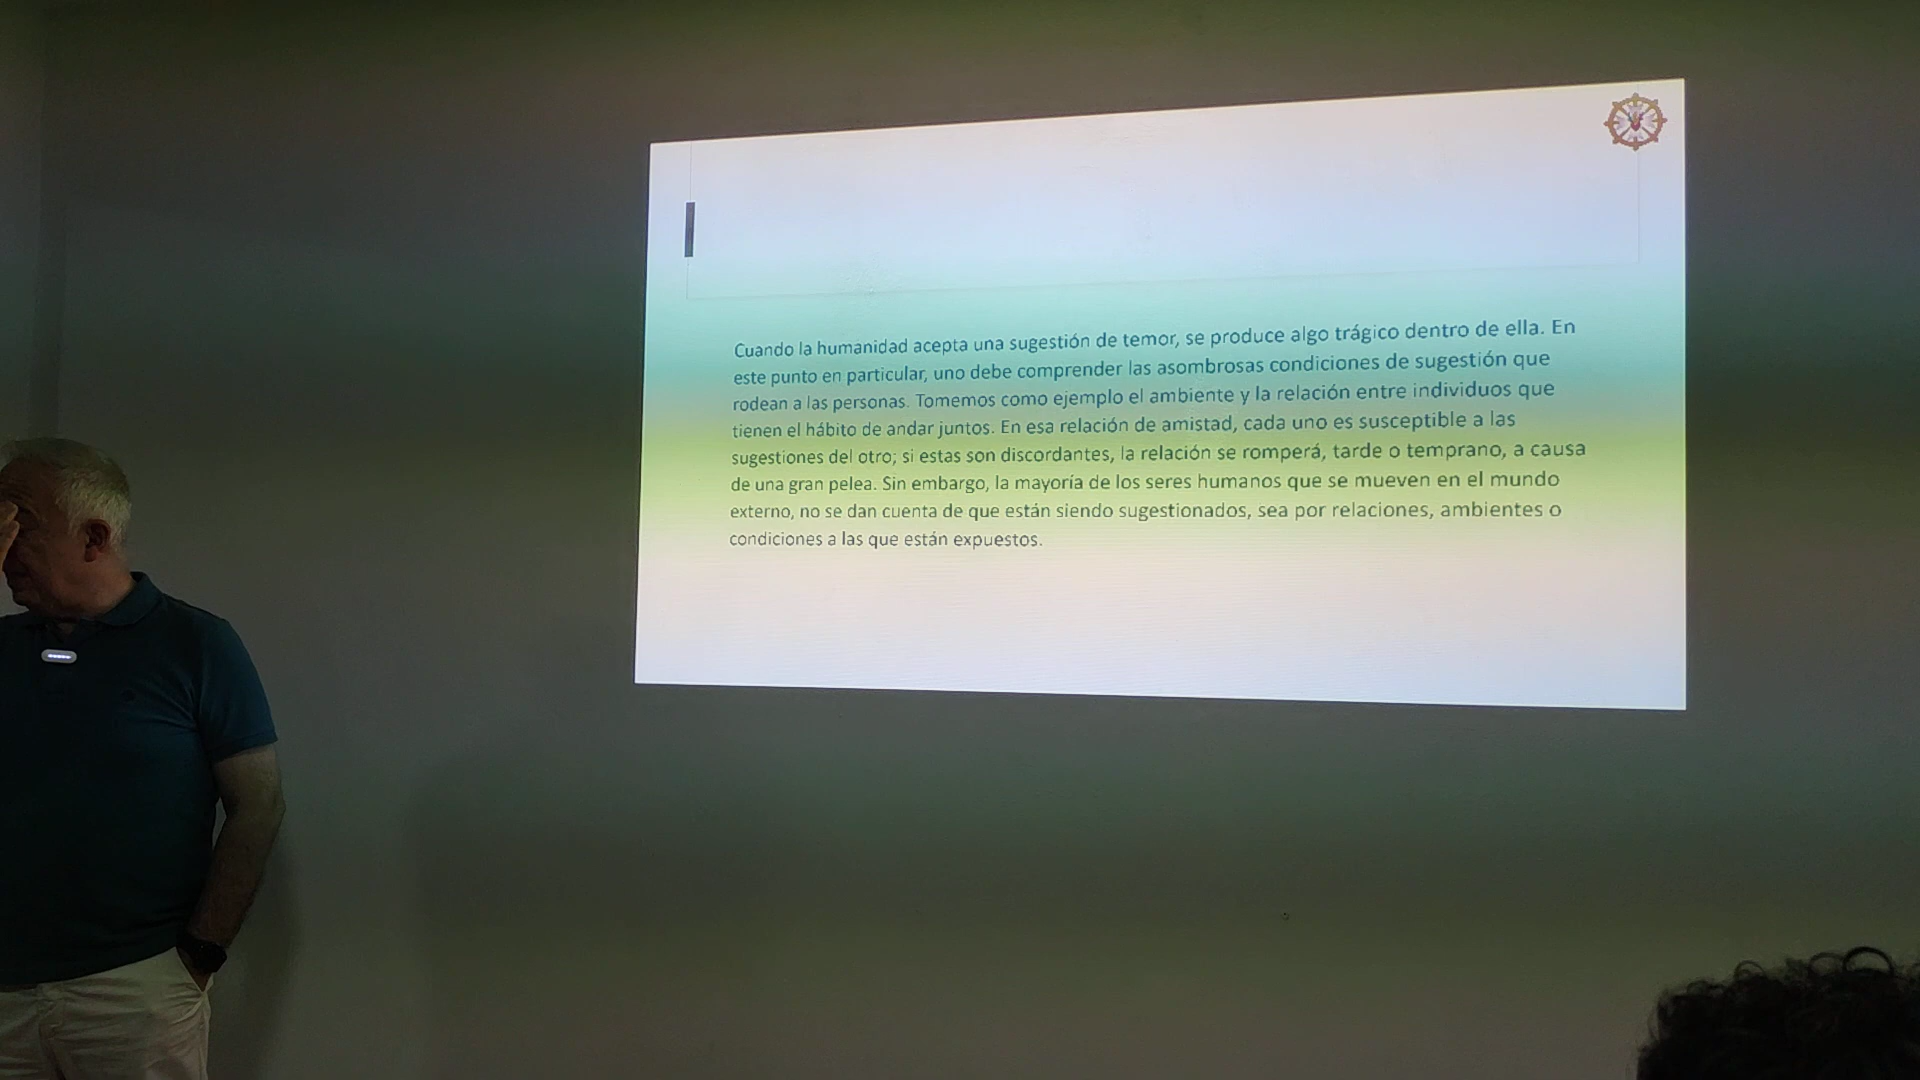 Cuando la humanidad acepta una sugestión de temor, se produce algo trágico dentro de ella. En
este punto en particular, uno debe comprender las asombrosas condiciones de sugestión que
rodean a las personas. Tomemos como ejemplo el ambiente y la relación entre individuos que
tienen el hábito de andar juntos. En esa relación de amistad, cada uno es susceptible a las
sugestiones del otro; si estas son discordantes, la relación se romperá, tarde o temprano, a causa
de una gran pelea. Sin embargo, la mayoría de los seres humanos que se mueven en el mundo
externo, no se dan cuenta de que están siendo sugestionados, sea por relaciones, ambientes o
condiciones a las que están expuestos.